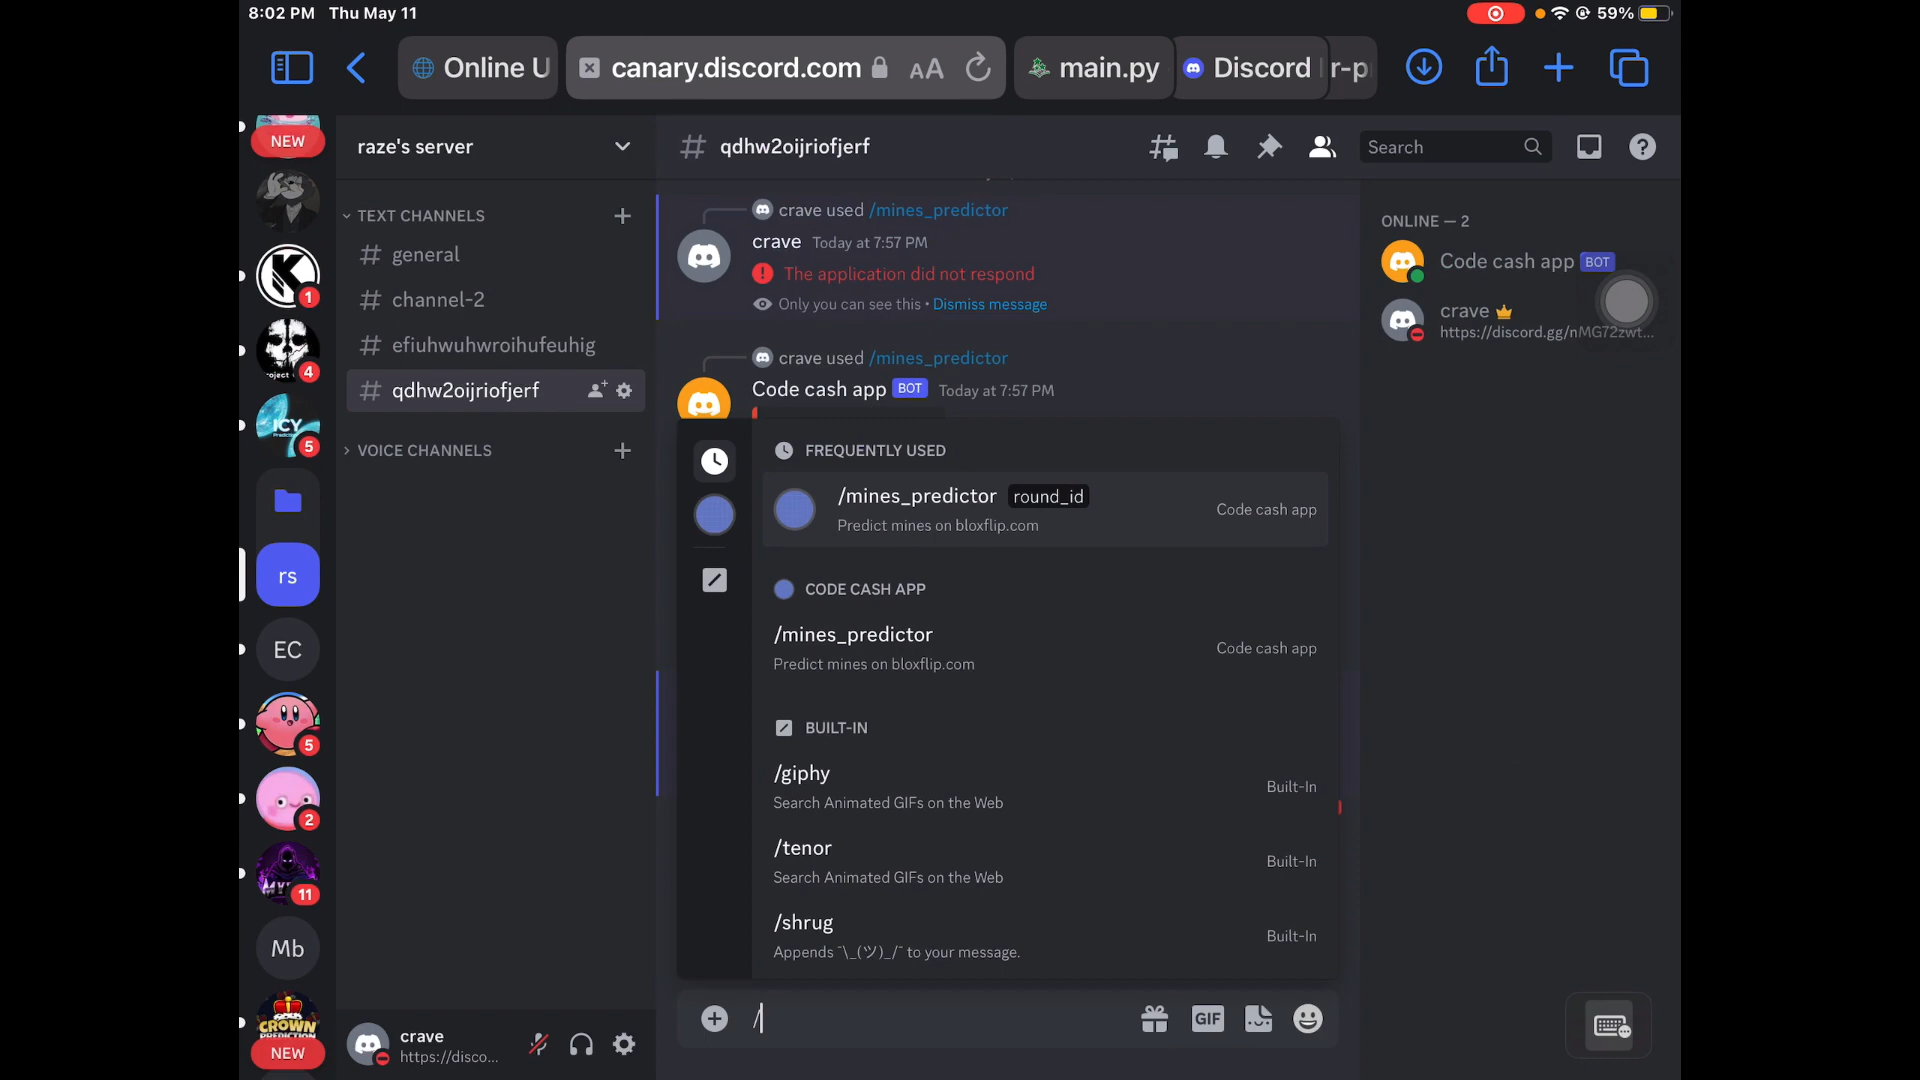 8:02 PM Thu May 11
59%
Online U
canary.discord.com
AA
main.py
Discord
r-p
NEW
raze's server
qdhw2oijriofjerf
Search
TEXT CHANNELS
general
channel-2
efiuhwuhwroihufeuhig
qdhw2oijriofjerf
VOICE CHANNELS
1
4
ICY
5
rs
EC
5
2
11
Mb
CROWN
NEW
crave used /mines_predictor
crave Today at 7:57 PM
The application did not respond
Only you can see this • Dismiss message
crave used /mines_predictor
Code cash app BOT Today at 7:57 PM
FREQUENTLY USED
/mines_predictor round_id
Predict mines on bloxflip.com
Code cash app
CODE CASH APP
/mines_predictor
Predict mines on bloxflip.com
Code cash app
BUILT-IN
/giphy
Search Animated GIFs on the Web
Built-In
/tenor
Search Animated GIFs on the Web
Built-In
/shrug
Appends ¯\_(ツ)_/¯ to your message.
Built-In
/
GIF
ONLINE — 2
Code cash app BOT
crave
https://discord.gg/nMG72zwt...
crave
https://disco...